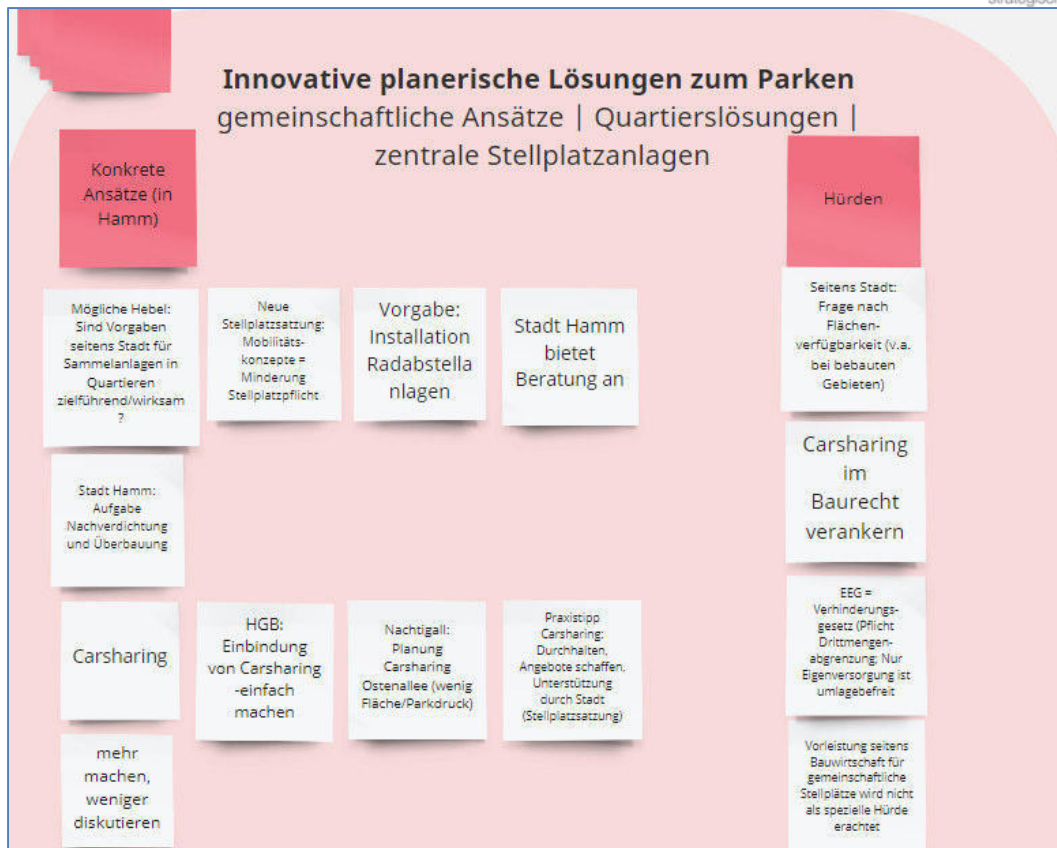 Innovative planerische Lösungen zum Parken
gemeinschaftliche Ansätze | Quartierslösungen |
zentrale Stellplatzanlagen
Konkrete
Ansätze (in
Hamm)
Hürden
Mögliche Hebel:
Sind Vorgaben
seitens Stadt für
Sammelanlagen in
Quartieren
zielführend/wirksam
?
Neue
Stellplatzsatzung:
Mobilitäts-
konzepte =
Minderung
Stellplatzpflicht
Vorgabe:
Installation
Radabstella
nlagen
Stadt Hamm
bietet
Beratung an
Seitens Stadt:
Frage nach
Flächen-
verfügbarkeit (v.a.
bei bebauten
Gebieten)
Stadt Hamm:
Aufgabe
Nachverdichtung
und Überbauung
Carsharing
im
Baurecht
verankern
Carsharing
HGB:
Einbindung
von Carsharing
-einfach
machen
Nachtigall:
Planung
Carsharing
Ostenallee (wenig
Fläche/Parkdruck)
Praxistipp
Carsharing:
Durchhalten,
Angebote schaffen,
Unterstützung
durch Stadt
(Stellplatzsatzung)
EEG =
Verhinderungs-
gesetz (Pflicht
Drittmengen-
abgrenzung; Nur
Eigenversorgung ist
umlagebefreit
mehr
machen,
weniger
diskutieren
Vorleistung seitens
Bauwirtschaft für
gemeinschaftliche
Stellplätze wird nicht
als spezielle Hürde
erachtet